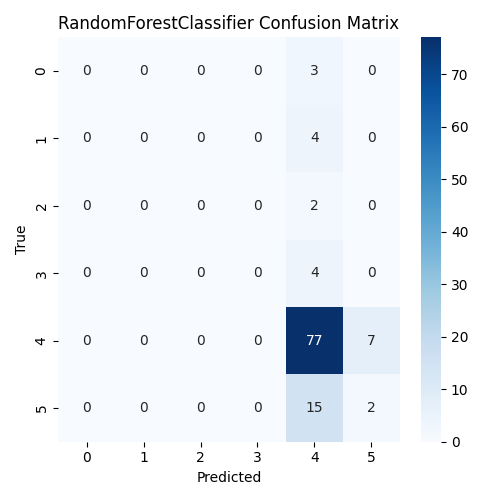 RandomForestClassifier Confusion Matrix
0 0 0 0 0 3 0
1 0 0 0 0 4 0
2 0 0 0 0 2 0
3 0 0 0 0 4 0
4 0 0 0 0 77 7
5 0 0 0 0 15 2
0 1 2 3 4 5
Predicted
True
70
60
50
40
30
20
10
0